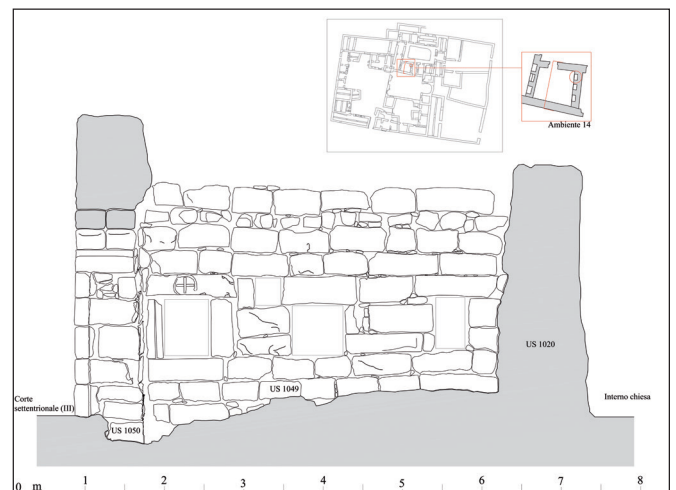 Ambiente 14
US 1020
US 1049
Corte
settentrionale (III)
Interno chiesa
US 1050
0 m 1 2 3 4 5 6 7 8